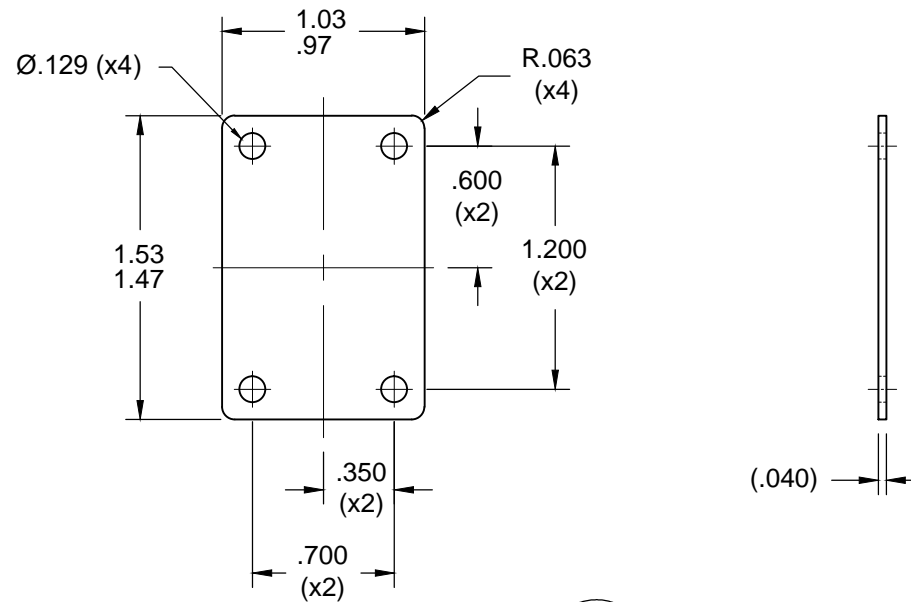 1.03
.97
Ø.129 (x4)
R.063
(x4)
.600
(x2)
1.200
(x2)
1.53
1.47
.350
(x2)
.700
(x2)
(.040)